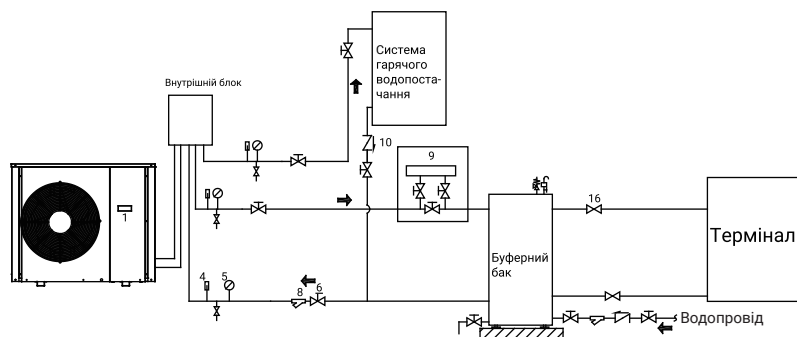 Система
гарячого
водопоста-
чання
Внутрішній блок
10
9
1
16
Термінал
Буферний
бак
4
5
8
6
Водопровід